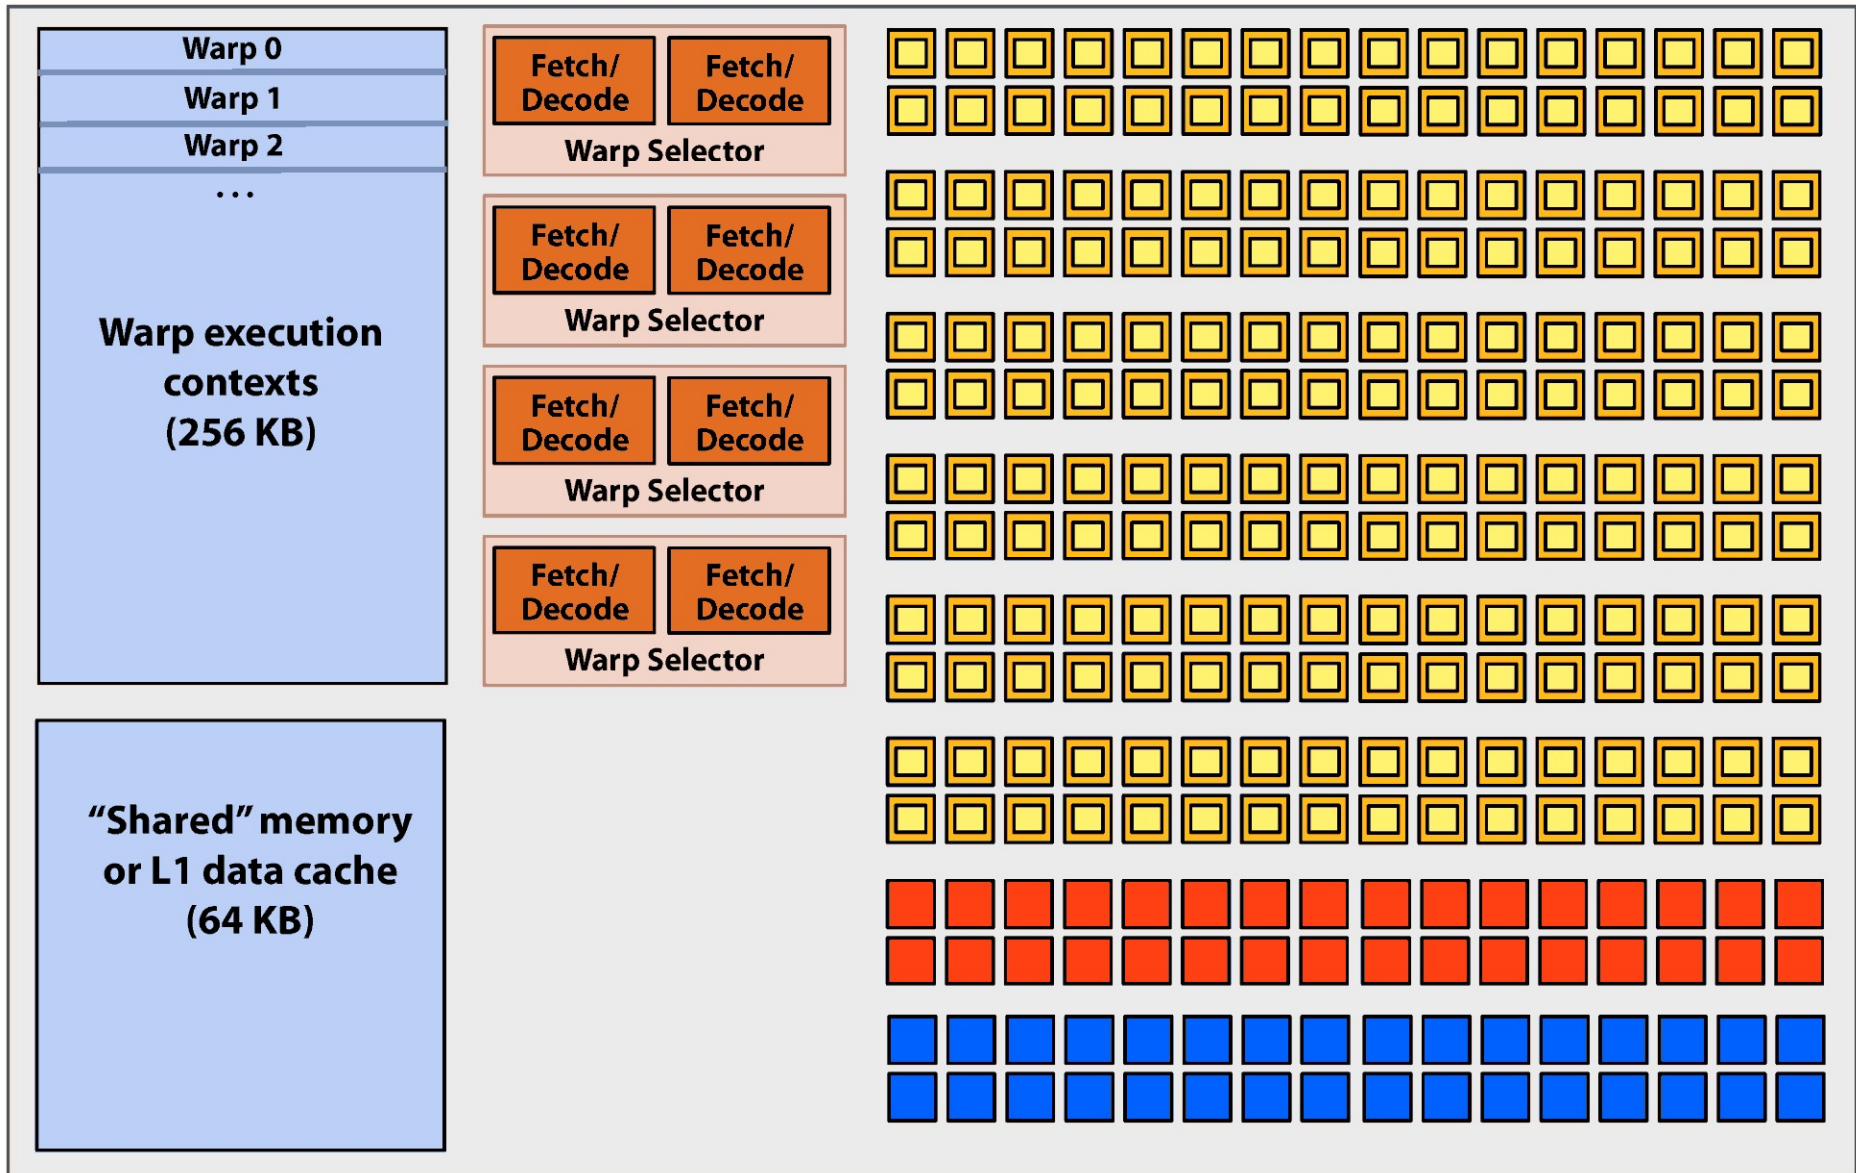 Warp 0
Warp 1
Warp 2
...
Warp execution
contexts
(256 KB)
“Shared” memory
or L1 data cache
(64 KB)
Fetch/
Decode
Fetch/
Decode
Warp Selector
Fetch/
Decode
Fetch/
Decode
Warp Selector
Fetch/
Decode
Fetch/
Decode
Warp Selector
Fetch/
Decode
Fetch/
Decode
Warp Selector